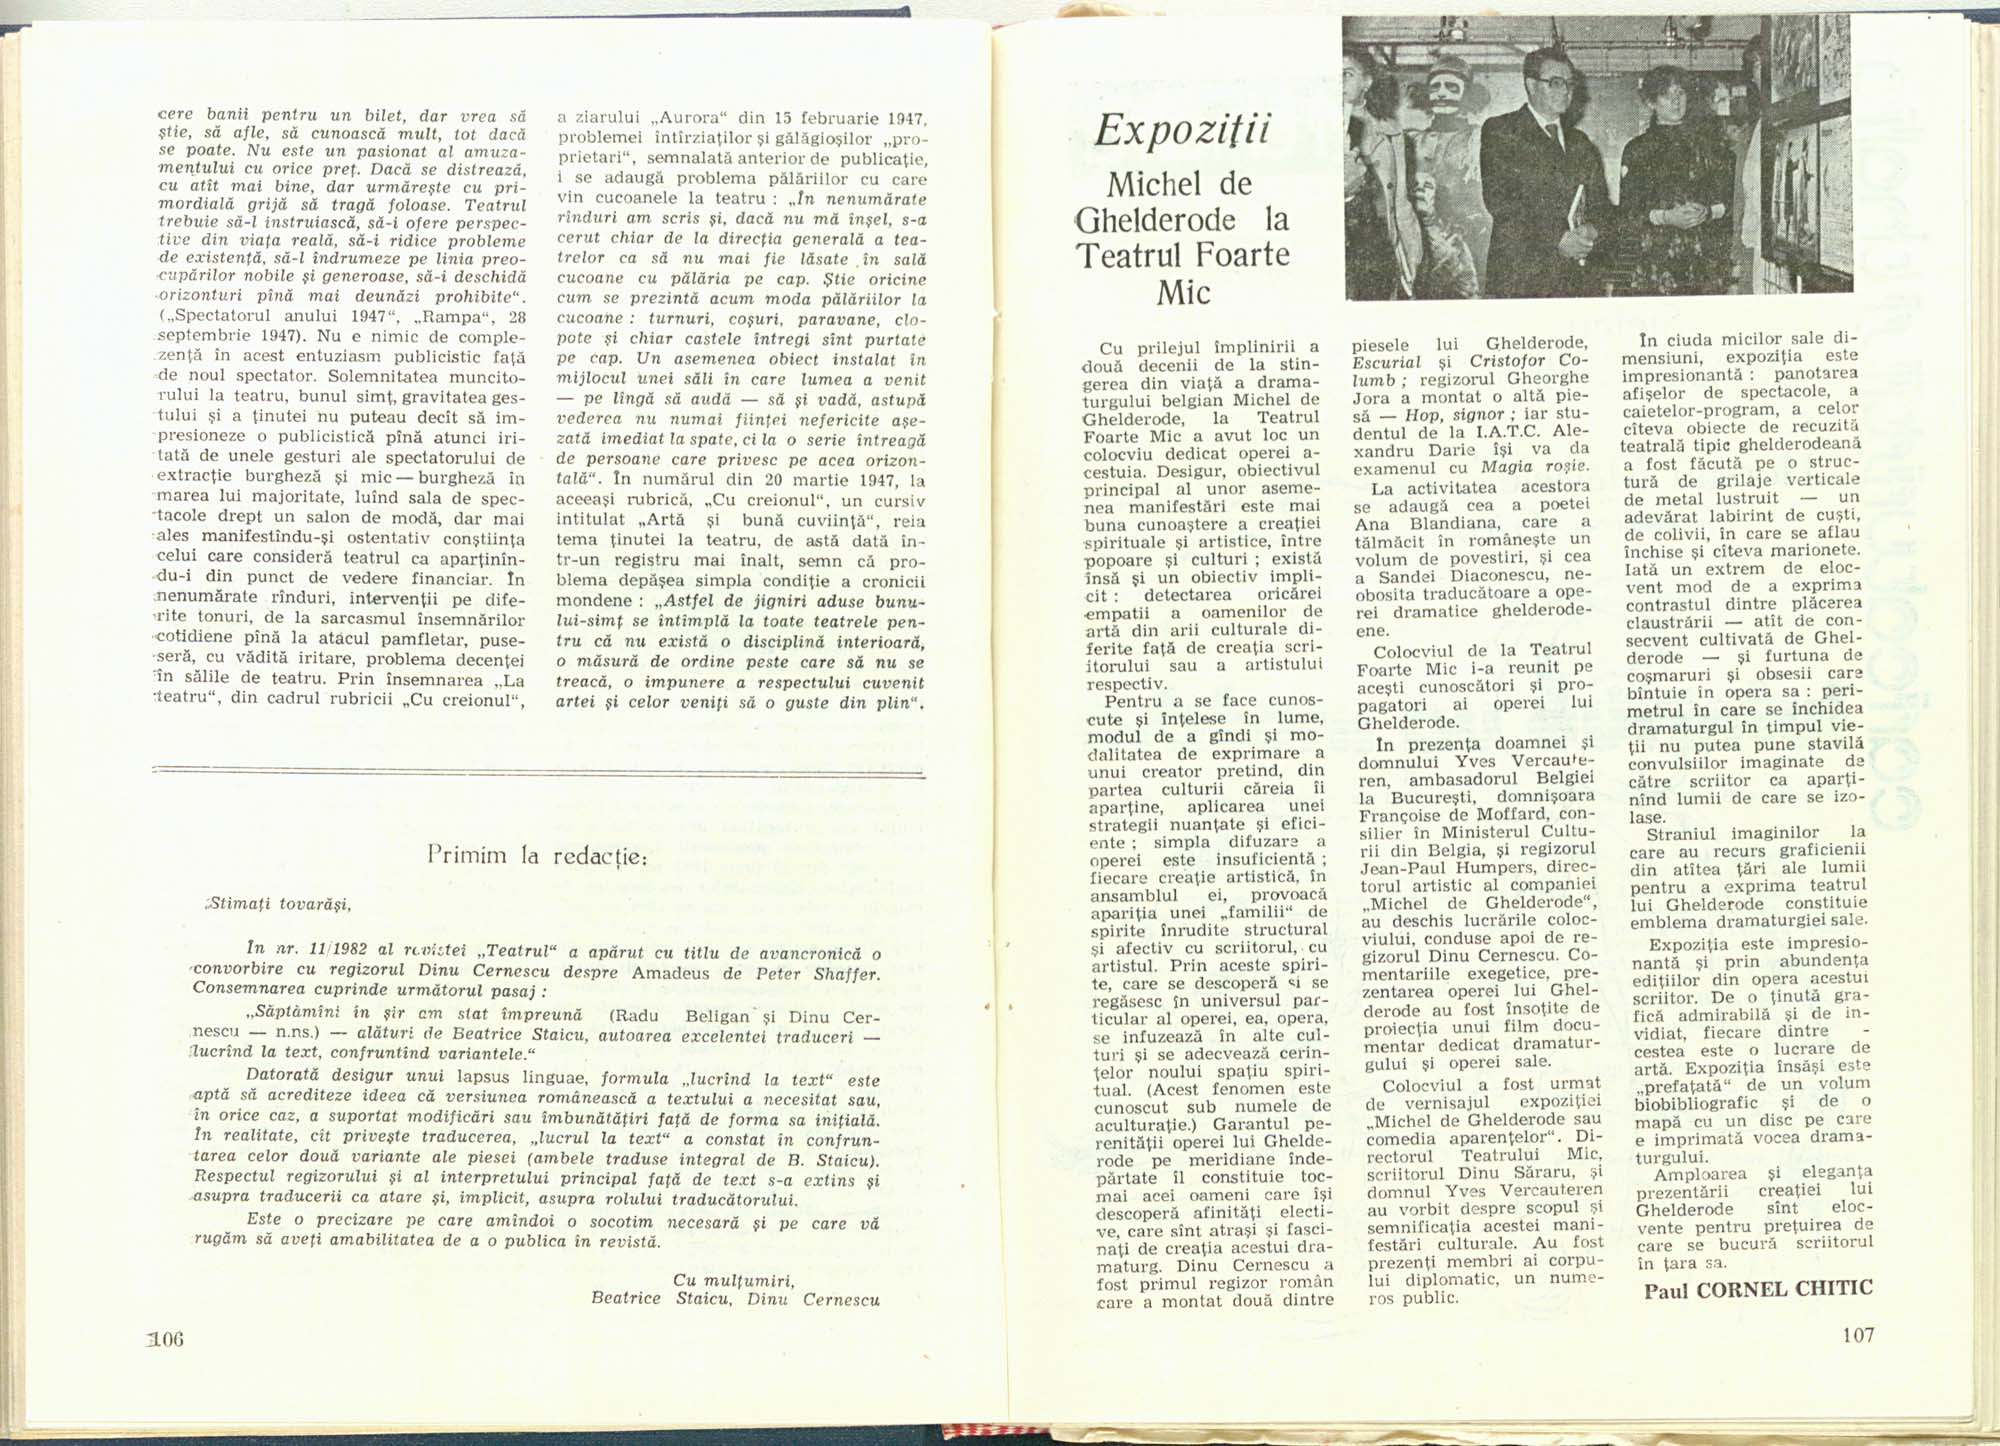 cere banii pentru un bilet, dar vrea să
știe, să afle, să cunoască mult, tot dacă
se poate. Nu este un pasionat al amuza-
mentului cu orice preț. Dacă se distrează,
cu atît mai bine, dar urmărește cu pri-
mordială grijă să tragă foloase. Teatrul
trebuie să-l instruiască, să-i ofere perspec-
tive din viața reală, să-i ridice probleme
de existență, să-l îndrumeze pe linia preo-
cupărilor nobile și generoase, să-i deschidă
orizonturi pînă mai deunăzi prohibite“.
(„Spectatorul anului 1947“, „Rampa“, 28
septembrie 1947). Nu e nimic de comple-
zență în acest entuziasm publicistic față
de noul spectator. Solemnitatea muncito-
rului la teatru, bunul simț, gravitatea ges-
tului și a ținutei nu puteau decît să im-
presioneze o publicistică pînă atunci iri-
tată de unele gesturi ale spectatorului de
extracție burgheză și mic — burgheză în
marea lui majoritate, luînd sala de spec-
tacole drept un salon de modă, dar mai
ales manifestîndu-și ostentativ conștiința
celui care consideră teatrul ca aparținîn-
du-i din punct de vedere financiar. În
nenumărate rînduri, intervenții pe dife-
rite tonuri, de la sarcasmul însemnărilor
cotidiene pînă la atacul pamfletar, puse-
seră, cu vădită iritare, problema decenței
în sălile de teatru. Prin însemnarea „La
teatru“, din cadrul rubricii „Cu creionul“,
a ziarului „Aurora“ din 15 februarie 1947,
problemei întîrziaților și gălăgioșilor „pro-
prietari“, semnalată anterior de publicație,
i se adaugă problema pălăriilor cu care
vin cucoanele la teatru : „În nenumărate
rînduri am scris și, dacă nu mă înșel, s-a
cerut chiar de la direcția generală a tea-
trelor ca să nu mai fie lăsate în sală
cucoane cu pălăria pe cap. Știe oricine
cum se prezintă acum moda pălăriilor la
cucoane : turnuri, coșuri, paravane, clo-
pote și chiar castele întregi sînt purtate
pe cap. Un asemenea obiect instalat în
mijlocul unei săli în care lumea a venit
— pe lîngă să audă — să și vadă, astupă
vederea nu numai ființei nefericite așe-
zată imediat la spate, ci la o serie întreagă
de persoane care privesc pe acea orizon-
tală“. În numărul din 20 martie 1947, la
aceeași rubrică, „Cu creionul“, un cursiv
intitulat „Artă și bună cuviință“, reia
tema ținutei la teatru, de astă dată în-
tr-un registru mai înalt, semn că pro-
blema depășea simpla condiție a cronicii
mondene : „Astfel de jigniri aduse bunu-
lui-simț se întîmplă la toate teatrele pen-
tru că nu există o disciplină interioară,
o măsură de ordine peste care să nu se
treacă, o impunere a respectului cuvenit
artei și celor veniți să o guste din plin“.
Primim la redacție:
Stimați tovarăși,
În nr. 11/1982 al revistei „Teatrul“ a apărut cu titlu de avancronică o
convorbire cu regizorul Dinu Cernescu despre Amadeus de Peter Shaffer.
Consemnarea cuprinde următorul pasaj :
„Săptămîni în șir am stat împreună (Radu Beligan și Dinu Cer-
nescu — n.ns.) — alături de Beatrice Staicu, autoarea excelentei traduceri —
lucrînd la text, confruntînd variantele.“
Datorată desigur unui lapsus linguae, formula „lucrînd la text“ este
aptă să acrediteze ideea că versiunea românească a textului a necesitat sau,
în orice caz, a suportat modificări sau îmbunătățiri față de forma sa inițială.
În realitate, cît privește traducerea, „lucrul la text“ a constat în confrun-
tarea celor două variante ale piesei (ambele traduse integral de B. Staicu).
Respectul regizorului și al interpretului principal față de text s-a extins și
asupra traducerii ca atare și, implicit, asupra rolului traducătorului.
Este o precizare pe care amîndoi o socotim necesară și pe care vă
rugăm să aveți amabilitatea de a o publica în revistă.
Cu mulțumiri,
Beatrice Staicu, Dinu Cernescu
106
Expoziții
Michel de
Ghelderode la
Teatrul Foarte
Mic
Cu prilejul împlinirii a
două decenii de la stin-
gerea din viață a drama-
turgului belgian Michel de
Ghelderode, la Teatrul
Foarte Mic a avut loc un
colocviu dedicat operei a-
cestuia. Desigur, obiectivul
principal al unor aseme-
nea manifestări este mai
buna cunoaștere a creației
spirituale și artistice, între
popoare și culturi ; există
însă și un obiectiv impli-
cit : detectarea oricărei
empatii a oamenilor de
artă din arii culturale di-
ferite față de creația scri-
itorului sau a artistului
respectiv.
Pentru a se face cunos-
cute și înțelese în lume,
modul de a gîndi și mo-
dalitatea de exprimare a
unui creator pretind, din
partea culturii căreia îi
aparține, aplicarea unei
strategii nuanțate și efici-
ente ; simpla difuzare a
operei este insuficientă ;
fiecare creație artistică, în
ansamblul ei, provoacă
apariția unei „familii“ de
spirite înrudite structural
și afectiv cu scriitorul, cu
artistul. Prin aceste spiri-
te, care se descoperă și se
regăsesc în universul par-
ticular al operei, ea, opera,
se infuzează în alte cul-
turi și se adecvează cerin-
țelor noului spațiu spiri-
tual. (Acest fenomen este
cunoscut sub numele de
aculturație.) Garantul pe-
renității operei lui Ghelde-
rode pe meridiane înde-
părtate îl constituie toc-
mai acei oameni care își
descoperă afinități electi-
ve, care sînt atrași și fasci-
nați de creația acestui dra-
maturg. Dinu Cernescu a
fost primul regizor român
care a montat două dintre
piesele lui Ghelderode,
Escurial și Cristofor Co-
lumb ; regizorul Gheorghe
Jora a montat o altă pie-
să — Hop, signor ; iar stu-
dentul de la I.A.T.C. Ale-
xandru Darie își va da
examenul cu Magia roșie.
La activitatea acestora
se adaugă cea a poetei
Ana Blandiana, care a
tălmăcit în românește un
volum de povestiri, și cea
a Sandei Diaconescu, ne-
obosita traducătoare a ope-
rei dramatice ghelderode-
ene.
Colocviul de la Teatrul
Foarte Mic i-a reunit pe
acești cunoscători și pro-
pagatori ai operei lui
Ghelderode.
În prezența doamnei și
domnului Yves Vercaute-
ren, ambasadorul Belgiei
la București, domnișoara
Françoise de Moffard, con-
silier în Ministerul Cultu-
rii din Belgia, și regizorul
Jean-Paul Humpers, direc-
torul artistic al companiei
„Michel de Ghelderode“,
au deschis lucrările coloc-
viului, conduse apoi de re-
gizorul Dinu Cernescu. Co-
mentariile exegetice, pre-
zentarea operei lui Ghel-
derode au fost însoțite de
proiecția unui film docu-
mentar dedicat dramatur-
gului și operei sale.
Colocviul a fost urmat
de vernisajul expoziției
„Michel de Ghelderode sau
comedia aparențelor“. Di-
rectorul Teatrului Mic,
scriitorul Dinu Săraru, și
domnul Yves Vercauteren
au vorbit despre scopul și
semnificația acestei mani-
festări culturale. Au fost
prezenți membri ai corpu-
lui diplomatic, un nume-
ros public.
În ciuda micilor sale di-
mensiuni, expoziția este
impresionantă : panotarea
afișelor de spectacole, a
caietelor-program, a celor
cîteva obiecte de recuzită
teatrală tipic ghelderodeană
a fost făcută pe o struc-
tură de grilaje verticale
de metal lustruit — un
adevărat labirint de cuști,
de colivii, în care se aflau
închise și cîteva marionete.
Iată un extrem de eloc-
vent mod de a exprima
contrastul dintre plăcerea
claustrării — atît de con-
secvent cultivată de Ghel-
derode — și furtuna de
coșmaruri și obsesii care
bîntuie în opera sa : peri-
metrul în care se închidea
dramaturgul în timpul vie-
ții nu putea pune stavilă
convulsiilor imaginate de
către scriitor ca aparți-
nînd lumii de care se izo-
lase.
Straniul imaginilor la
care au recurs graficienii
din atîtea țări ale lumii
pentru a exprima teatrul
lui Ghelderode constituie
emblema dramaturgiei sale.
Expoziția este impresio-
nantă și prin abundența
edițiilor din opera acestui
scriitor. De o ținută gra-
fică admirabilă și de in-
vidiat, fiecare dintre -
cestea este o lucrare de
artă. Expoziția însăși este
„prefațată“ de un volum
biobibliografic și de o
mapă cu un disc pe care
e imprimată vocea drama-
turgului.
Amploarea și eleganța
prezentării creației lui
Ghelderode sînt eloc-
vente pentru prețuirea de
care se bucură scriitorul
în țara sa.
Paul CORNEL CHITIC
107